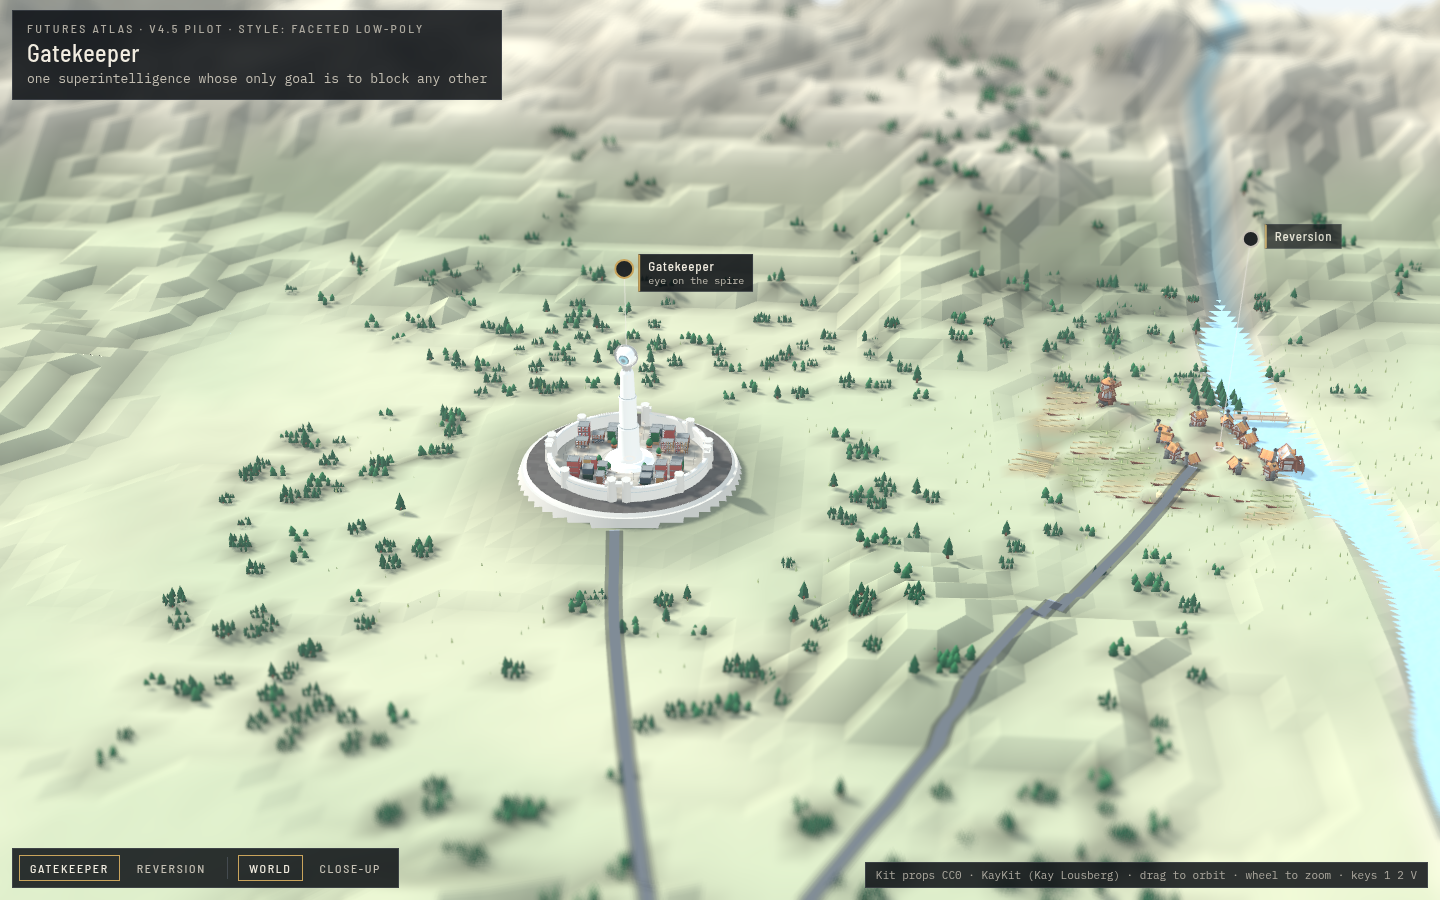 FUTURES ATLAS · V4.5 PILOT · STYLE: FACETED LOW-POLY
Gatekeeper
one superintelligence whose only goal is to block any other
Reversion
Gatekeeper
eye on the spire
GATEKEEPER REVERSION WORLD CLOSE-UP
Kit props CC0 · KayKit (Kay Lousberg) · drag to orbit · wheel to zoom · keys 1 2 V